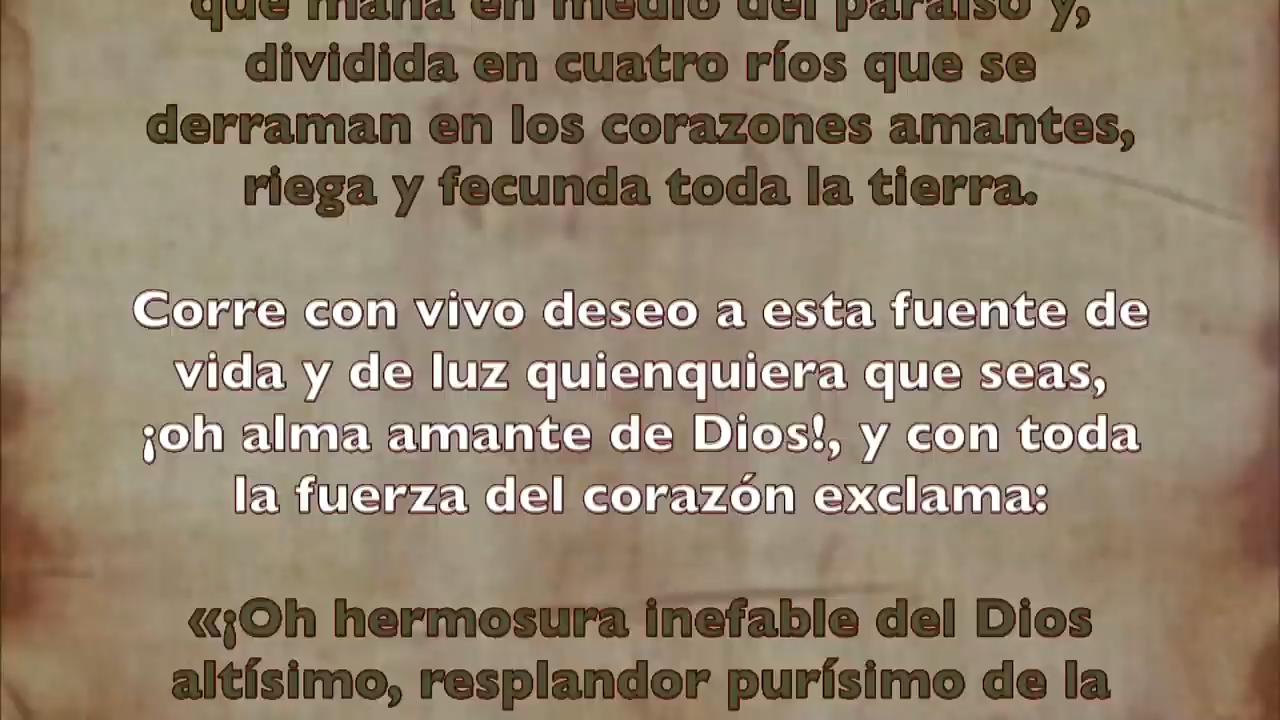 que mana en medio del paraíso y,
dividida en cuatro ríos que se
derraman en los corazones amantes,
riega y fecunda toda la tierra.
Corre con vivo deseo a esta fuente de
vida y de luz quienquiera que seas,
¡oh alma amante de Dios!, y con toda
la fuerza del corazón exclama:
«¡Oh hermosura inefable del Dios
altísimo, resplandor purísimo de la